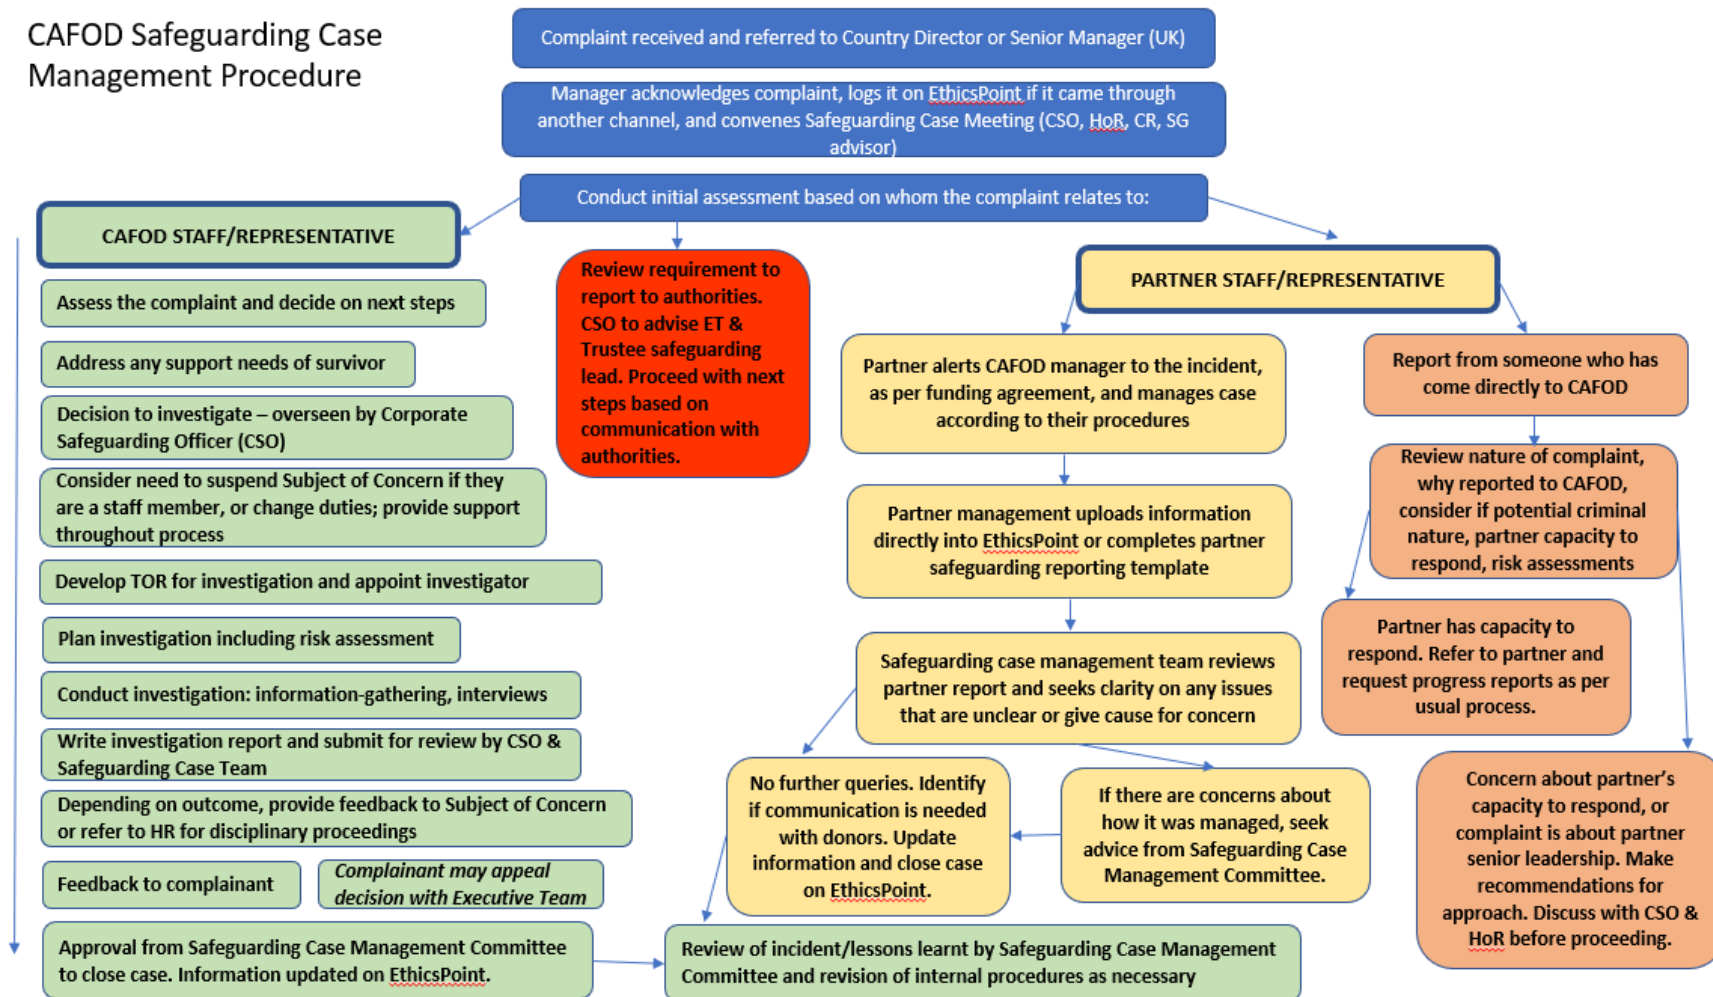 CAFOD Safeguarding Case
Management Procedure
Complaint received and referred to Country Director or Senior Manager (UK)
Manager acknowledges complaint, logs it on EthicsPoint if it came through
another channel, and convenes Safeguarding Case Meeting (CSO, HoR, CR, SG
advisor)
Conduct initial assessment based on whom the complaint relates to:
CAFOD STAFF/REPRESENTATIVE
Assess the complaint and decide on next steps
Address any support needs of survivor
Decision to investigate – overseen by Corporate
Safeguarding Officer (CSO)
Consider need to suspend Subject of Concern if they
are a staff member, or change duties; provide support
throughout process
Develop TOR for investigation and appoint investigator
Plan investigation including risk assessment
Conduct investigation: information-gathering, interviews
Write investigation report and submit for review by CSO &
Safeguarding Case Team
Depending on outcome, provide feedback to Subject of Concern
or refer to HR for disciplinary proceedings
Feedback to complainant
Complainant may appeal
decision with Executive Team
Approval from Safeguarding Case Management Committee
to close case. Information updated on EthicsPoint.
Review requirement to
report to authorities.
CSO to advise ET &
Trustee safeguarding
lead. Proceed with next
steps based on
communication with
authorities.
PARTNER STAFF/REPRESENTATIVE
Partner alerts CAFOD manager to the incident,
as per funding agreement, and manages case
according to their procedures
Partner management uploads information
directly into EthicsPoint or completes partner
safeguarding reporting template
Safeguarding case management team reviews
partner report and seeks clarity on any issues
that are unclear or give cause for concern
No further queries. Identify
if communication is needed
with donors. Update
information and close case
on EthicsPoint.
If there are concerns about
how it was managed, seek
advice from Safeguarding Case
Management Committee.
Review of incident/lessons learnt by Safeguarding Case Management
Committee and revision of internal procedures as necessary
Report from someone who has
come directly to CAFOD
Review nature of complaint,
why reported to CAFOD,
consider if potential criminal
nature, partner capacity to
respond, risk assessments
Partner has capacity to
respond. Refer to partner and
request progress reports as per
usual process.
Concern about partner's
capacity to respond, or
complaint is about partner
senior leadership. Make
recommendations for
approach. Discuss with CSO &
HoR before proceeding.